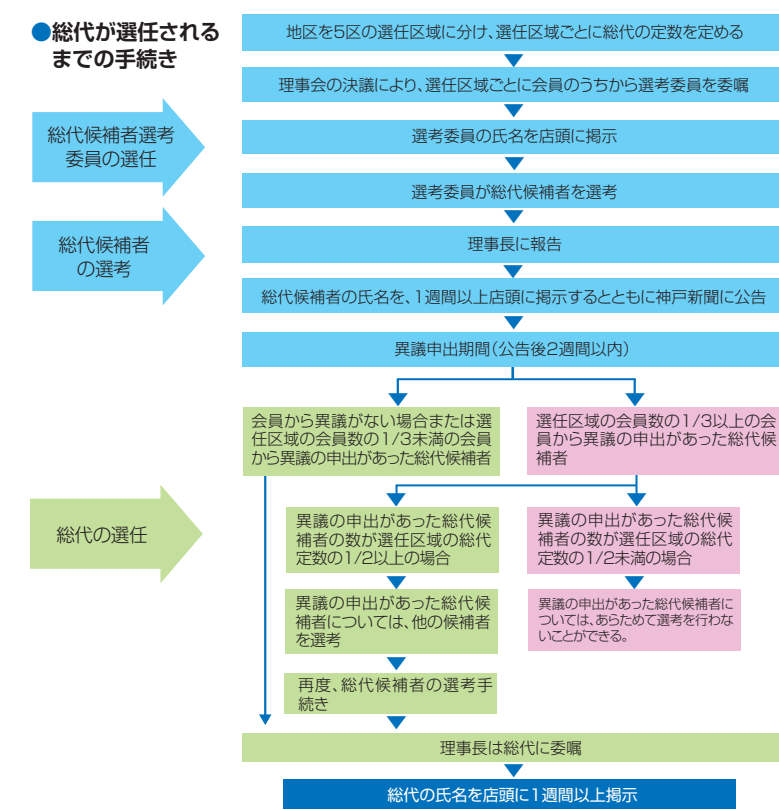 ●総代が選任される
までの手続き
地区を5区の選任区域に分け、選任区域ごとに総代の定数を定める
理事会の決議により、選任区域ごとに会員のうちから選考委員を委嘱
総代候補者選考
委員の選任
選考委員の氏名を店頭に掲示
選考委員が総代候補者を選考
総代候補者
の選考
理事長に報告
総代候補者の氏名を、1週間以上店頭に掲示するとともに神戸新聞に公告
異議申出期間(公告後2週間以内)
会員から異議がない場合または選
任区域の会員数の1/3未満の会員
から異議の申出があった総代候補者
選任区域の会員数の1/3以上の会
員から異議の申出があった総代候
補者
総代の選任
異議の申出があった総代候
補者の数が選任区域の総代
定数の1/2以上の場合
異議の申出があった総代候
補者の数が選任区域の総代
定数の1/2未満の場合
異議の申出があった総代候
補者については、他の候補者
を選考
異議の申出があった総代候補者に
ついては、あらためて選考を行わな
いことができる。
再度、総代候補者の選考手
続き
理事長は総代に委嘱
総代の氏名を店頭に1週間以上掲示